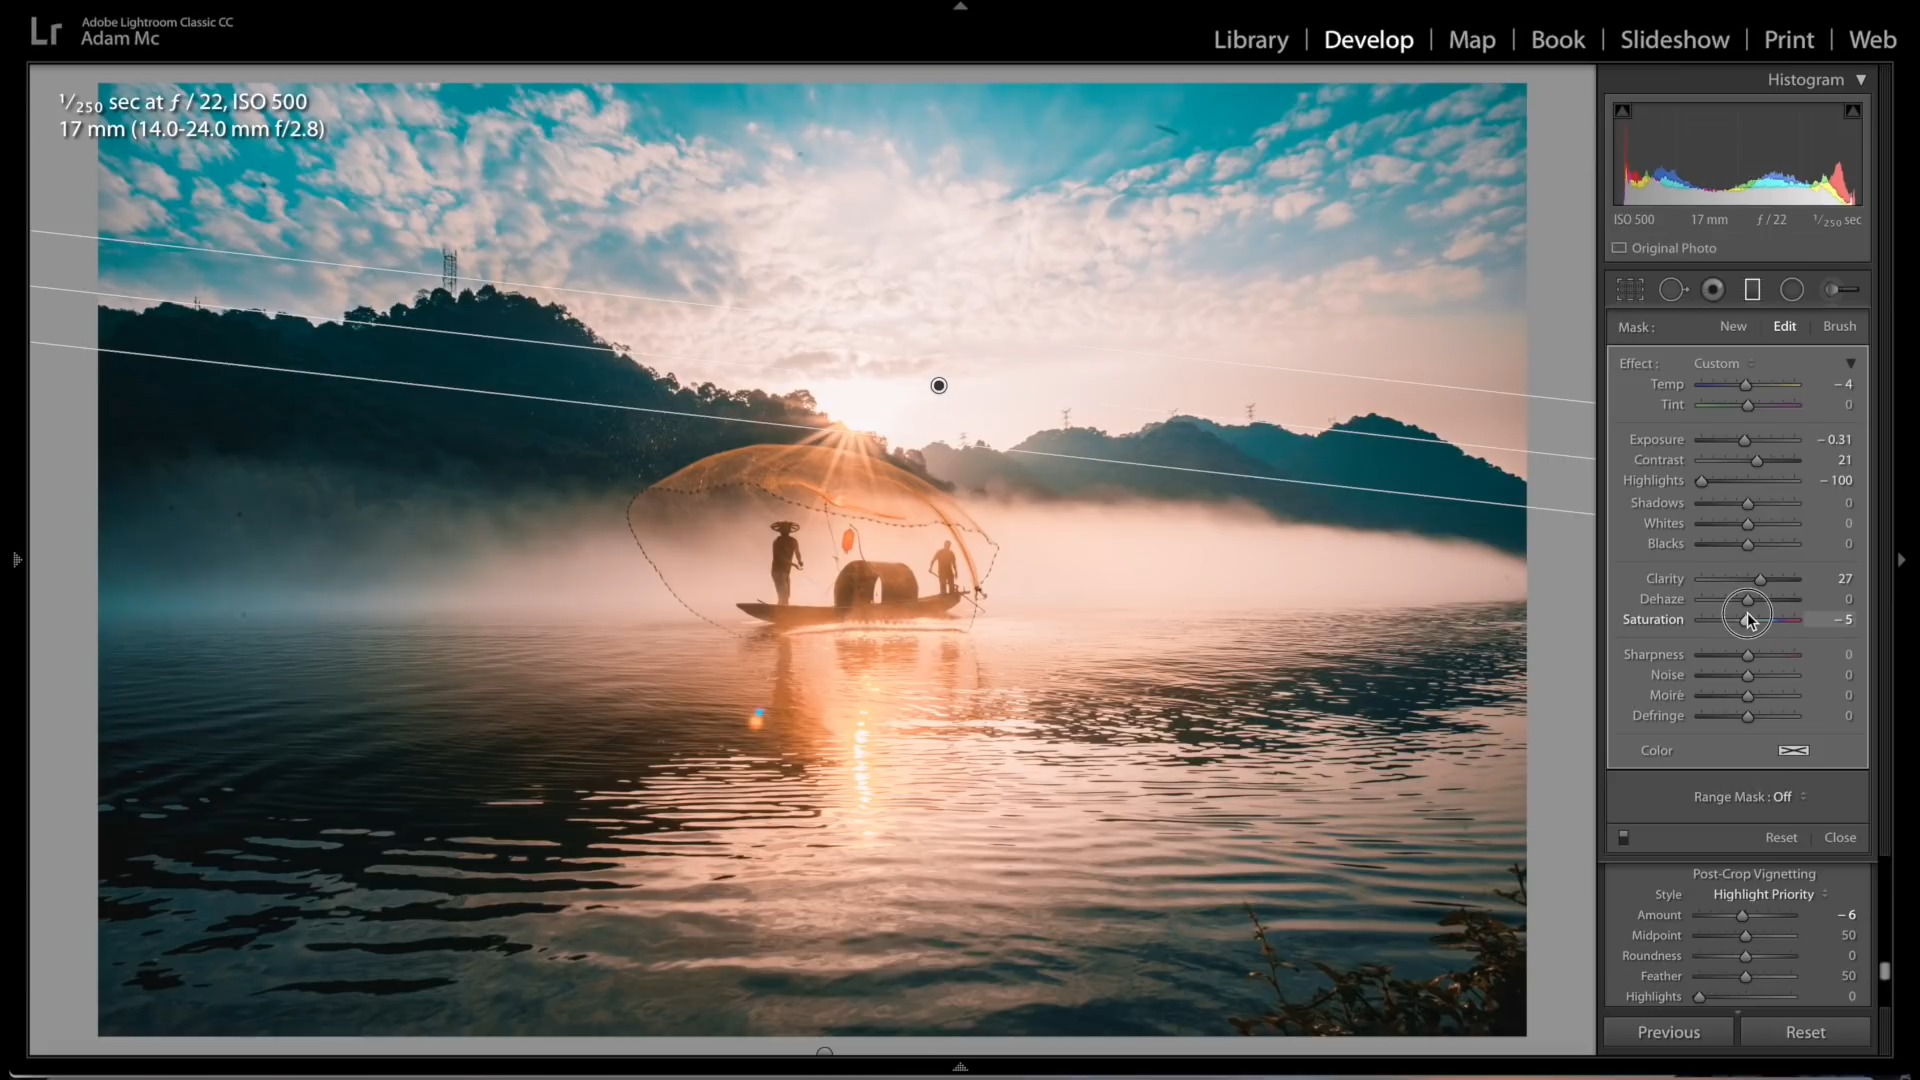 Lr
Adobe Lightroom Classic CC
Adam Mc
Library | Develop | Map | Book | Slideshow | Print | Web
1/250 sec at ƒ / 22, ISO 500
17 mm (14.0-24.0 mm f/2.8)
Histogram
ISO 500 17 mm ƒ / 22 1/250 sec
Original Photo
Mask : New Edit Brush
Effect : Custom
Temp – 4
Tint 0
Exposure – 0.31
Contrast 21
Highlights – 100
Shadows 0
Whites 0
Blacks 0
Clarity 27
Dehaze 0
Saturation – 5
Sharpness 0
Noise 0
Moiré 0
Defringe 0
Color
Range Mask : Off
Reset Close
Post-Crop Vignetting
Style Highlight Priority
Amount – 6
Midpoint 50
Roundness 0
Feather 50
Highlights 0
Previous Reset